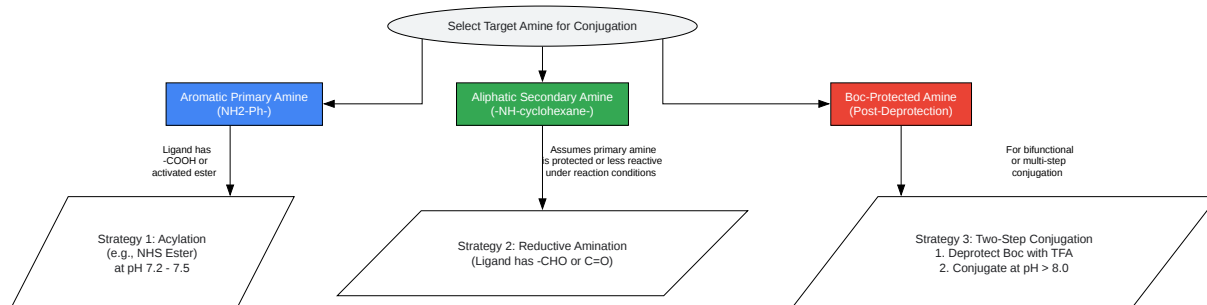 Select Target Amine for Conjugation
Aromatic Primary Amine
(NH2-Ph-)
Aliphatic Secondary Amine
(-NH-cyclohexane-)
Boc-Protected Amine
(Post-Deprotection)
Ligand has
-COOH or
activated ester
Assumes primary amine
is protected or less reactive
under reaction conditions
For bifunctional
or multi-step
conjugation
Strategy 1: Acylation
(e.g., NHS Ester)
at pH 7.2 - 7.5
Strategy 2: Reductive Amination
(Ligand has -CHO or C=O)
Strategy 3: Two-Step Conjugation
1. Deprotect Boc with TFA
2. Conjugate at pH > 8.0